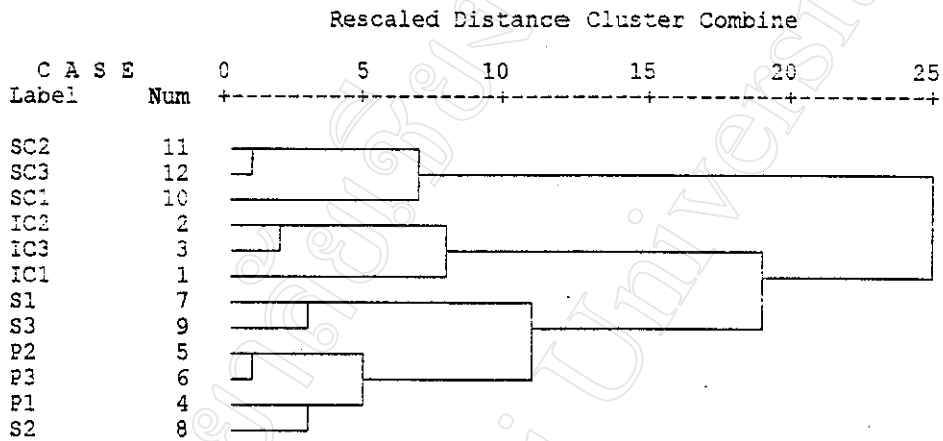 Rescaled Distance Cluster Combine
C A S E 0 5 10 15 20 25
Label Num +---------+---------+---------+---------+---------+
SC2 11
SC3 12
SC1 10
IC2 2
IC3 3
IC1 1
S1 7
S3 9
P2 5
P3 6
P1 4
S2 8